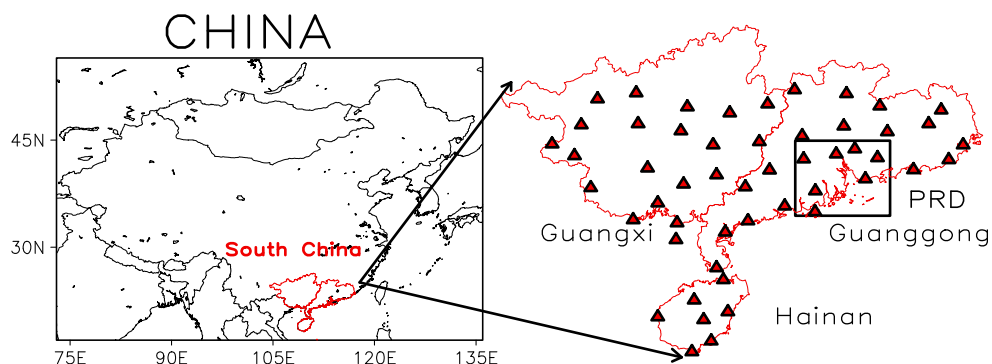 CHINA
45N
30N
South China
75E
90E
105E
120E
135E
PRD
Guangxi
Guanggong
Hainan